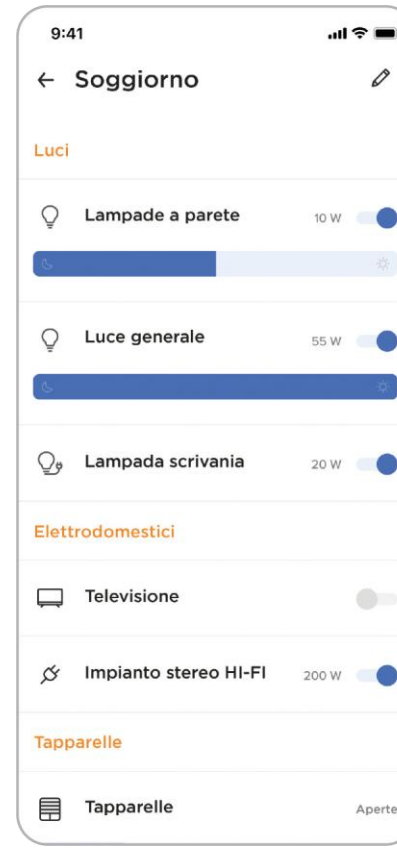 9:41
Soggiorno
Luci
Lampade a parete 10 W
Luce generale 55 W
Lampada scrivania 20 W
Elettrodomestici
Televisione
Impianto stereo HI-FI 200 W
Tapparelle
Tapparelle Aperte